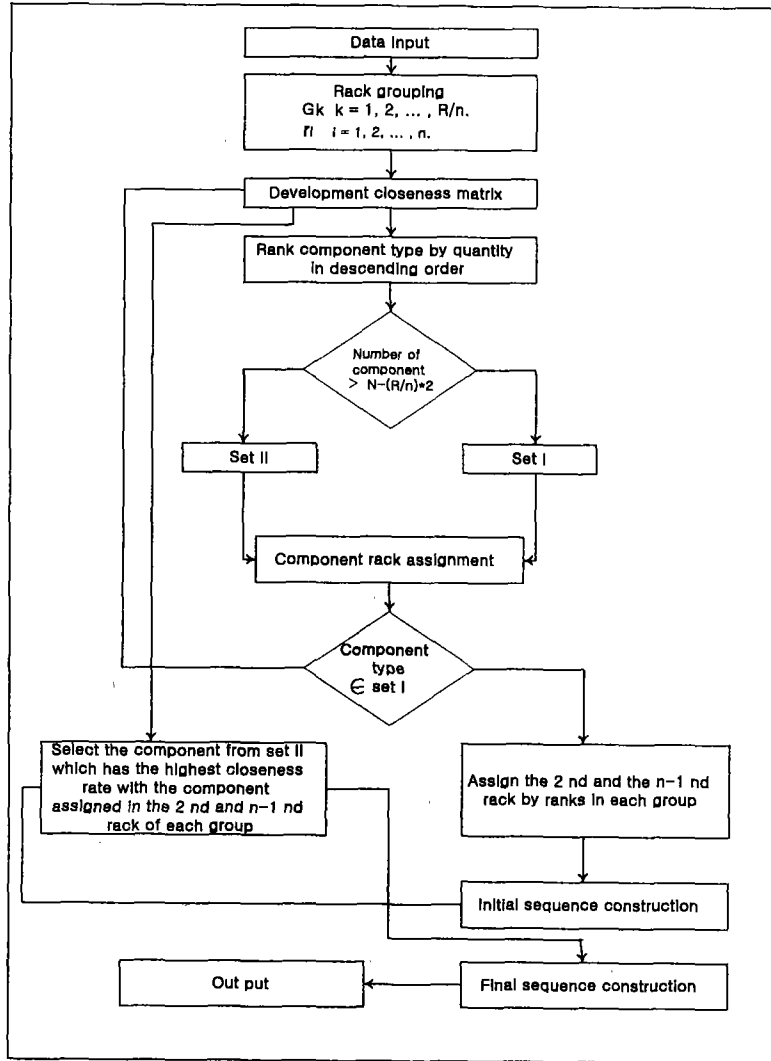 Data input
Rack grouping
Gk k = 1, 2, ... , R/n.
ri i = 1, 2, ... , n.
Development closeness matrix
Rank component type by quantity
in descending order
Number of
component
> N-(R/n)*2
Set II
Set I
Component rack assignment
Component
type
∈ set I
Select the component from set II
which has the highest closeness
rate with the component
assigned in the 2 nd and n-1 nd
rack of each group
Assign the 2 nd and the n-1 nd
rack by ranks in each group
Initial sequence construction
Out put
Final sequence construction